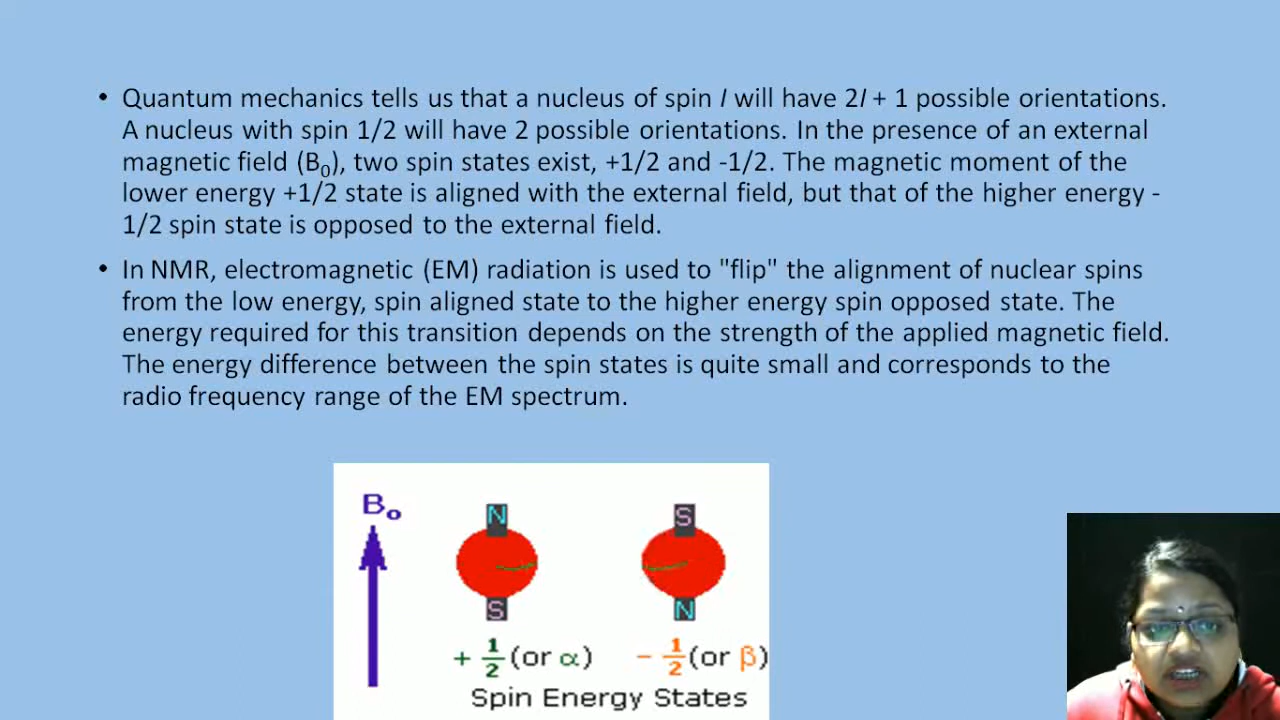 • Quantum mechanics tells us that a nucleus of spin I will have 2I + 1 possible orientations.
A nucleus with spin 1/2 will have 2 possible orientations. In the presence of an external
magnetic field (B₀), two spin states exist, +1/2 and -1/2. The magnetic moment of the
lower energy +1/2 state is aligned with the external field, but that of the higher energy -
1/2 spin state is opposed to the external field.
• In NMR, electromagnetic (EM) radiation is used to "flip" the alignment of nuclear spins
from the low energy, spin aligned state to the higher energy spin opposed state. The
energy required for this transition depends on the strength of the applied magnetic field.
The energy difference between the spin states is quite small and corresponds to the
radio frequency range of the EM spectrum.
B₀
N S
S N
+ 1/2 (or α) - 1/2 (or β)
Spin Energy States